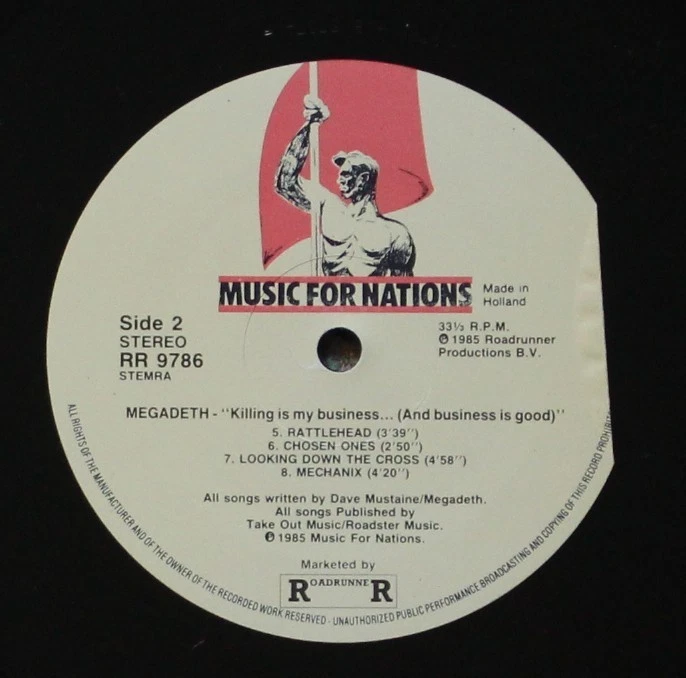 MUSIC FOR NATIONS
Made in
Holland
Side 2
STEREO
RR 9786
STEMRA
33⅓ R.P.M.
℗ 1985 Roadrunner
Productions B.V.
MEGADETH - "Killing is my business... (And business is good)"
5. RATTLEHEAD (3'39")
6. CHOSEN ONES (2'50")
7. LOOKING DOWN THE CROSS (4'58")
8. MECHANIX (4'20")
All songs written by Dave Mustaine/Megadeth.
All songs Published by
Take Out Music/Roadster Music.
℗ 1985 Music For Nations.
Marketed by
ROADRUNNER
ALL RIGHTS OF THE MANUFACTURER AND OF THE OWNER OF THE RECORDED WORK RESERVED - UNAUTHORIZED PUBLIC PERFORMANCE BROADCASTING AND COPYING OF THIS RECORD PROHIBI